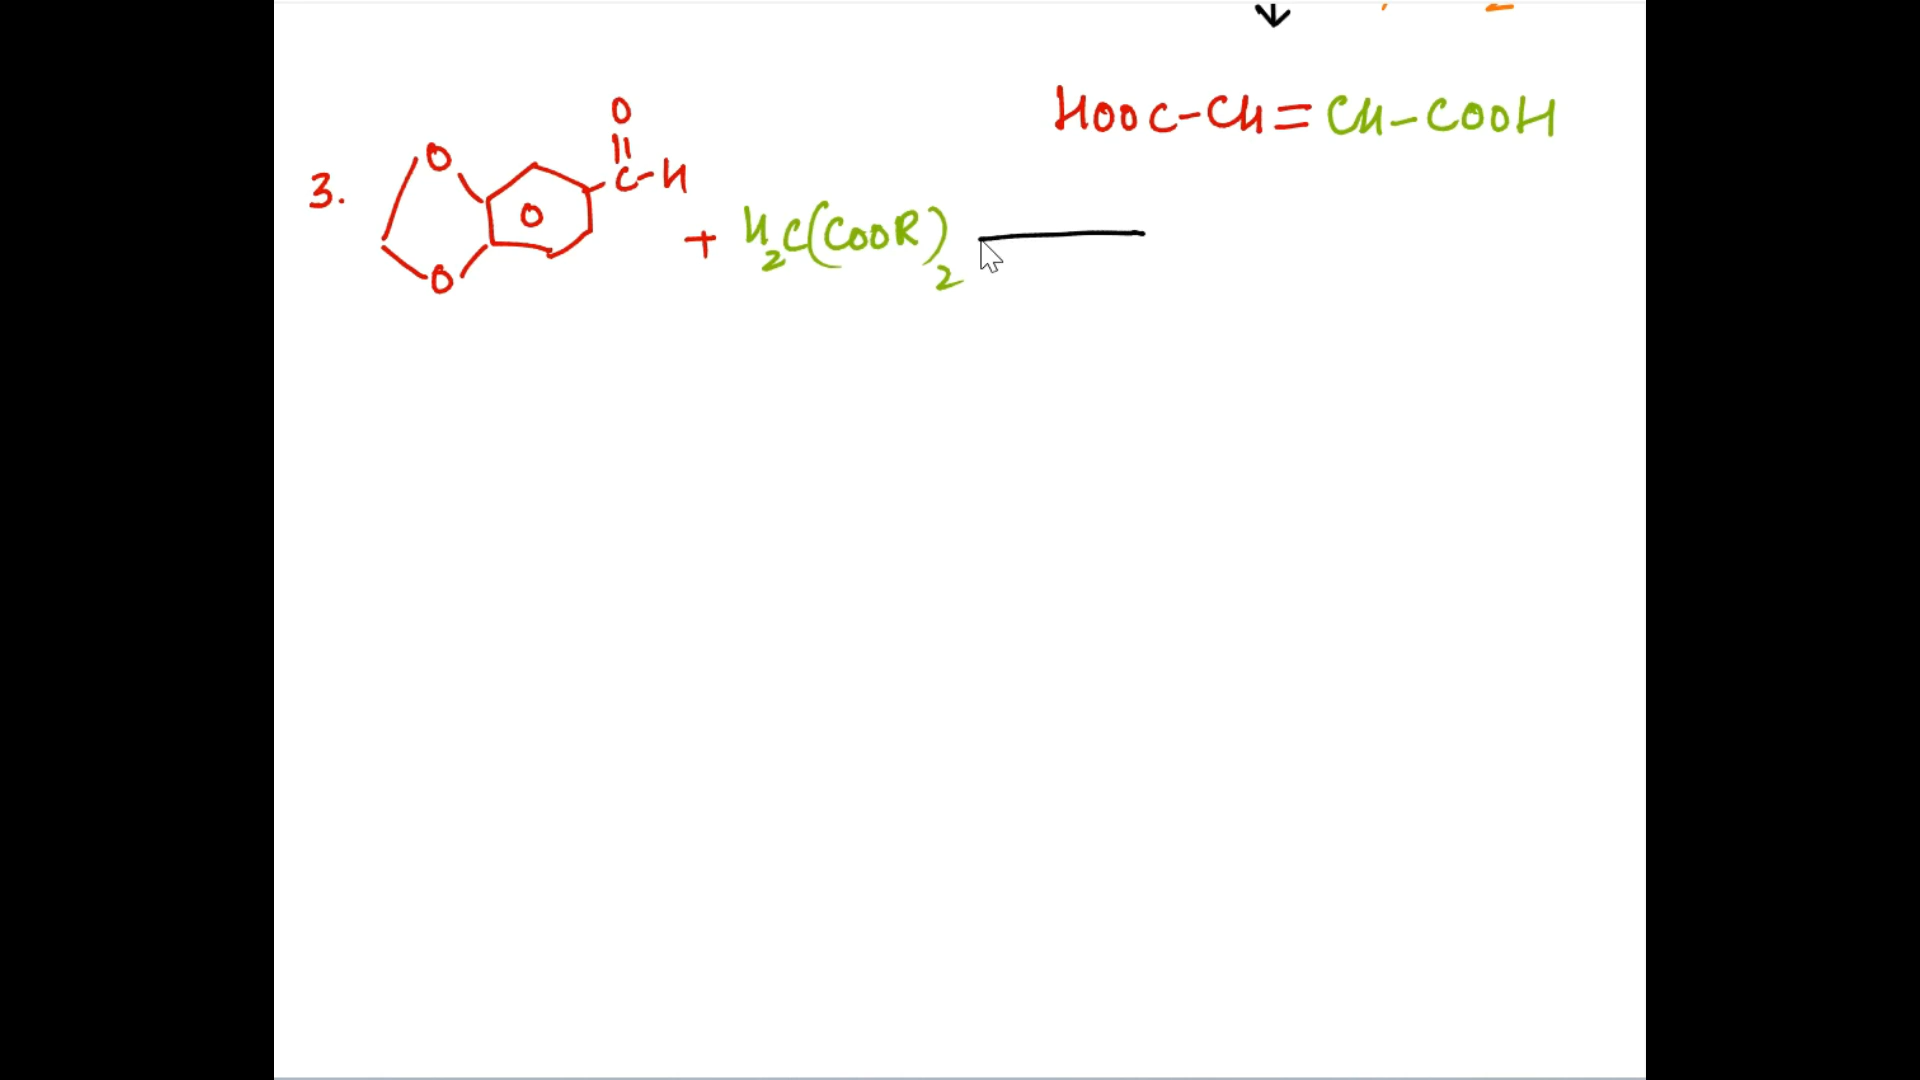 HOOC-CH=CH-COOH
3. O O O O
C-H
+ H2C(COOR)2